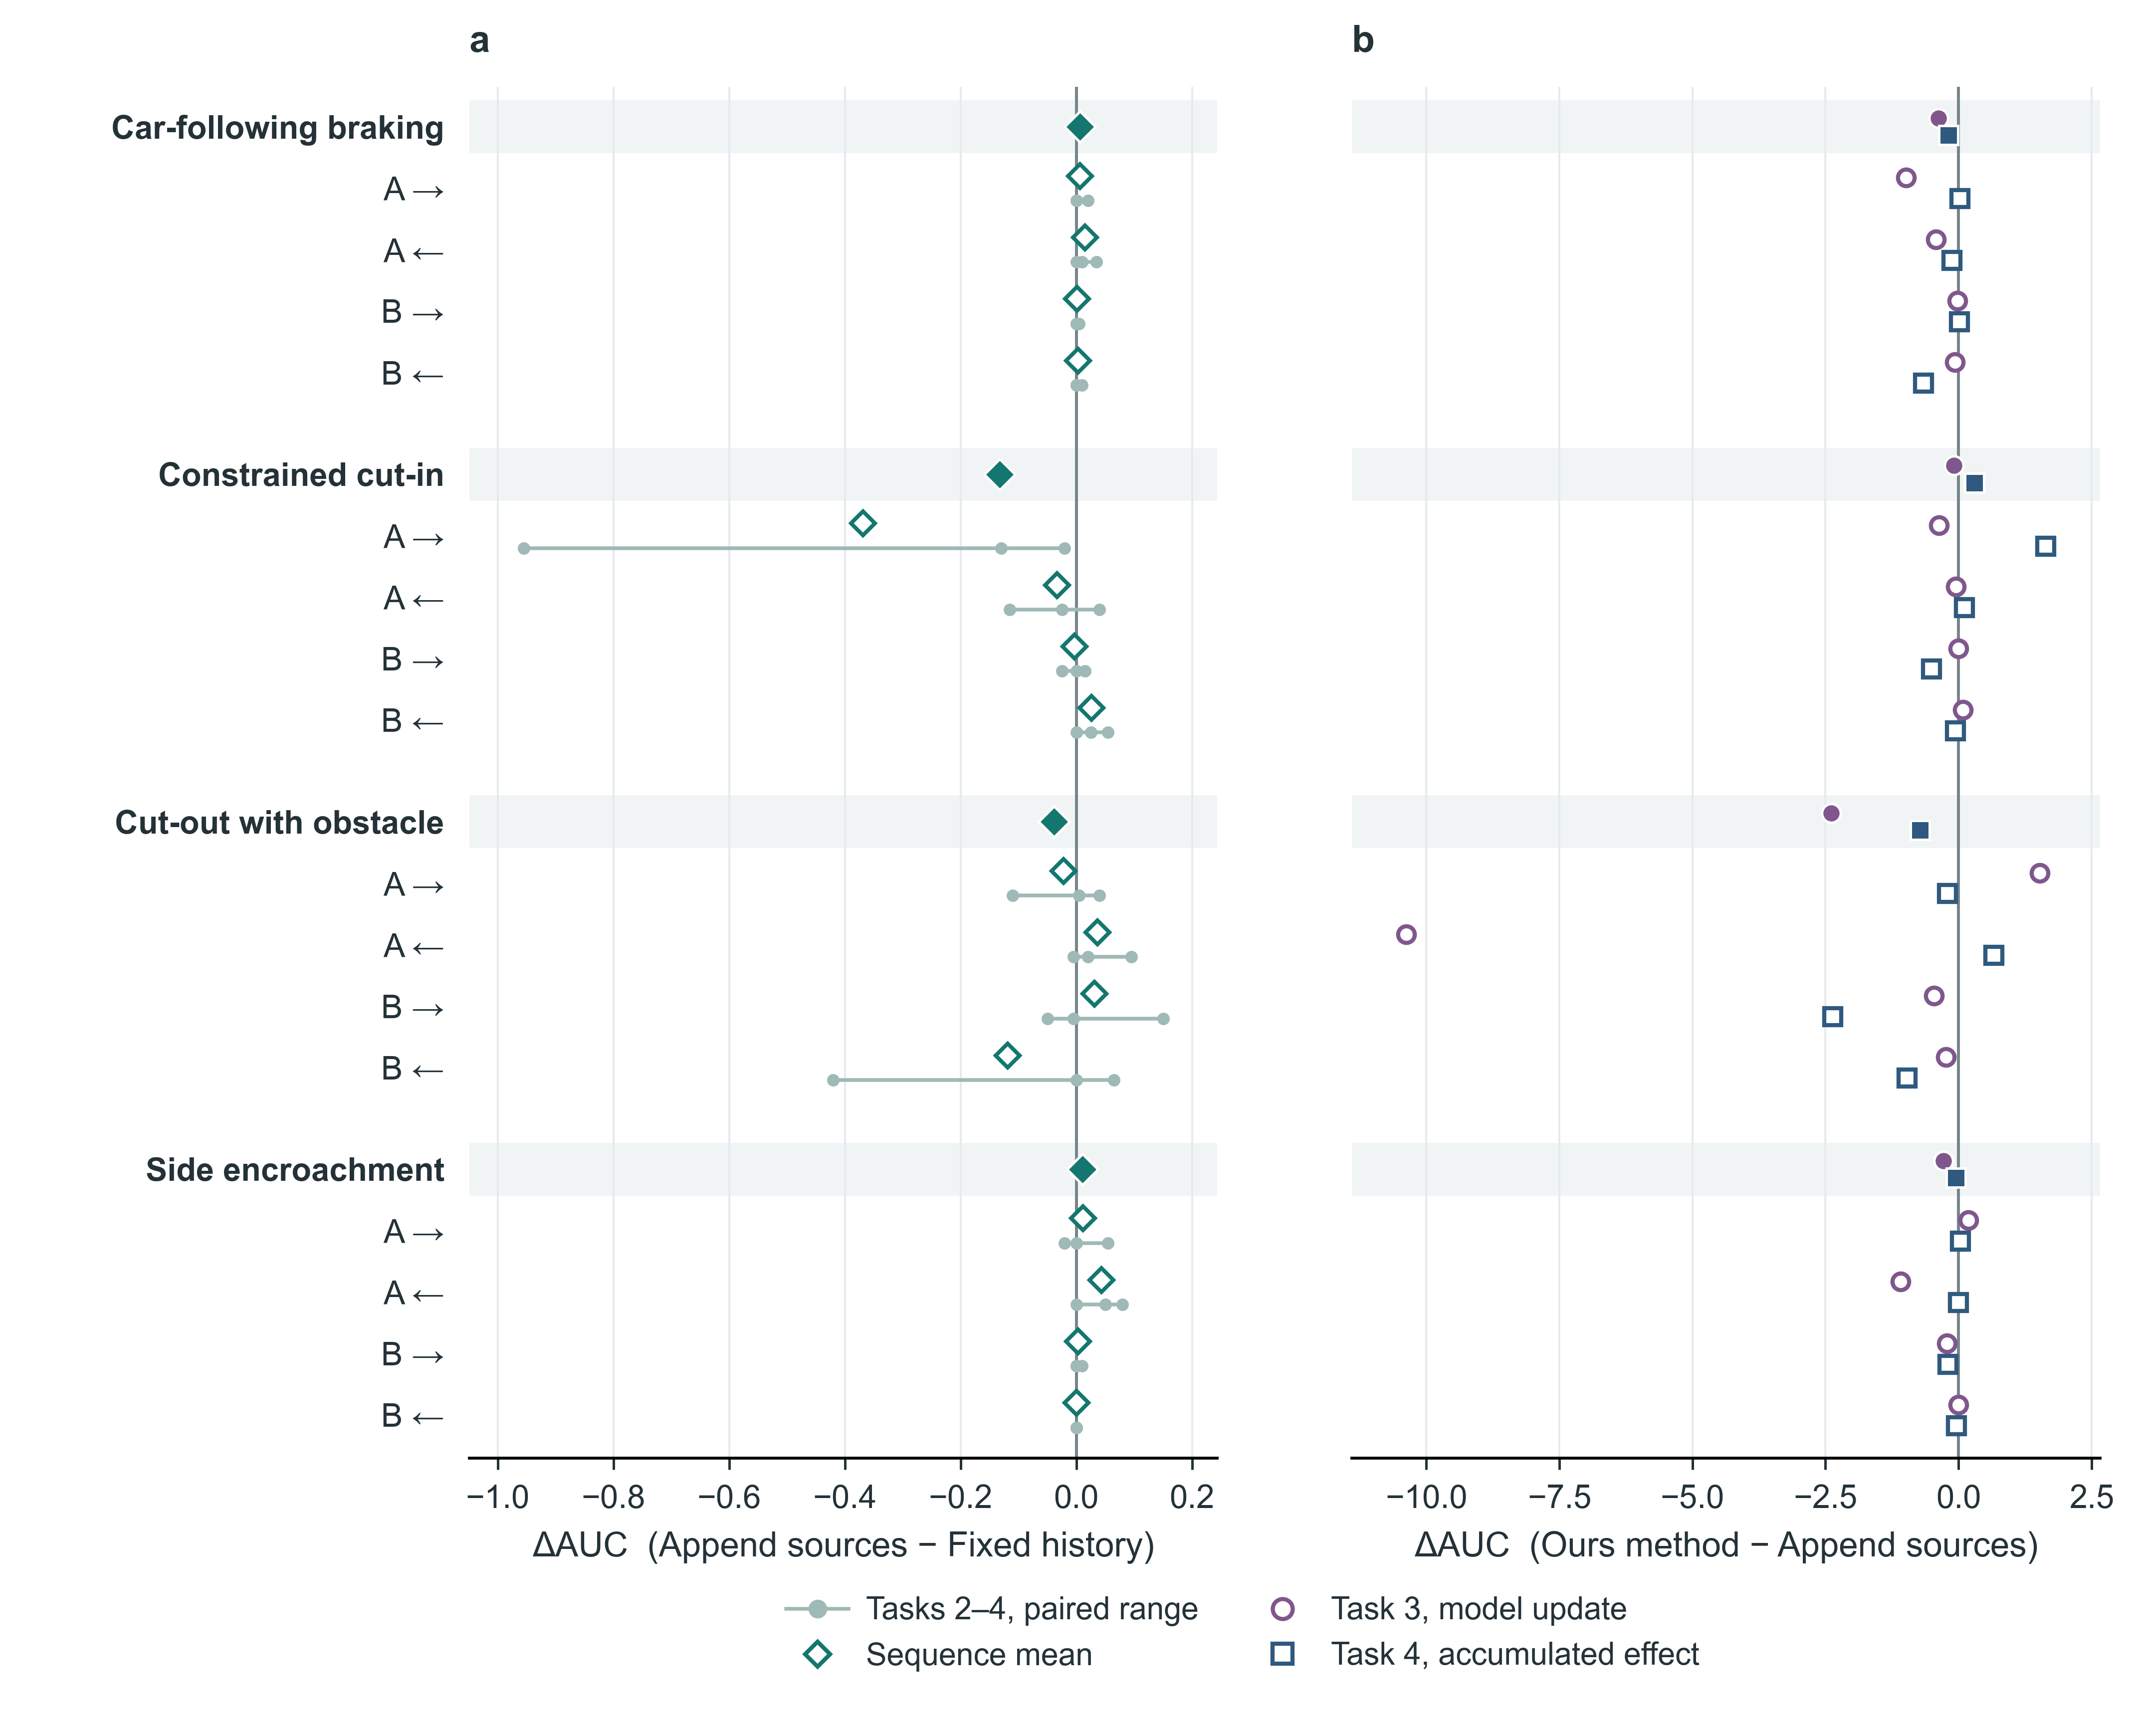 a
b
Car-following braking
A →
A ←
B →
B ←
Constrained cut-in
A →
A ←
B →
B ←
Cut-out with obstacle
A →
A ←
B →
B ←
Side encroachment
A →
A ←
B →
B ←
−1.0 −0.8 −0.6 −0.4 −0.2 0.0 0.2
ΔAUC (Append sources − Fixed history)
−10.0 −7.5 −5.0 −2.5 0.0 2.5
ΔAUC (Ours method − Append sources)
Tasks 2–4, paired range
Sequence mean
Task 3, model update
Task 4, accumulated effect